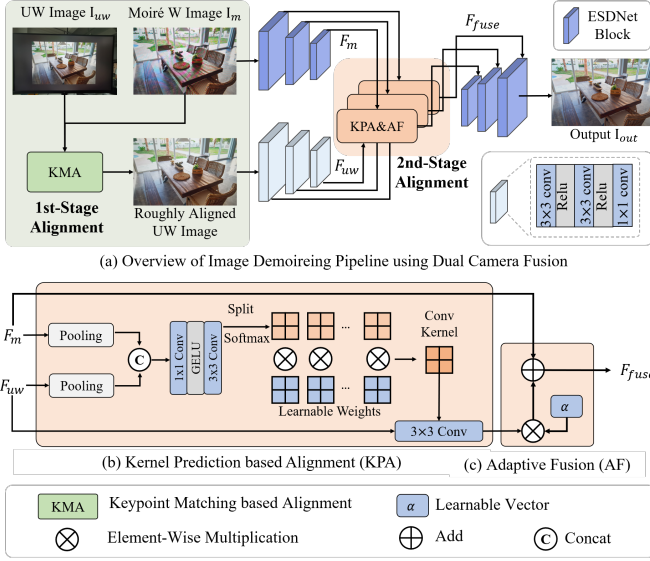 UW Image I_uw
Moiré W Image I_m
F_m
F_fuse
ESDNet
Block
KPA&AF
KMA
F_uw
2nd-Stage
Alignment
Output I_out
1st-Stage
Alignment
Roughly Aligned
UW Image
3×3 conv
Relu
3×3 conv
Relu
1×1 conv
(a) Overview of Image Demoireing Pipeline using Dual Camera Fusion
F_m
Pooling
F_uw
Pooling
C
1x1 Conv
GELU
3x3 Conv
Split
Softmax
...
...
Learnable Weights
Conv
Kernel
3×3 Conv
α
F_fuse
(b) Kernel Prediction based Alignment (KPA)
(c) Adaptive Fusion (AF)
KMA
Keypoint Matching based Alignment
α
Learnable Vector
Element-Wise Multiplication
Add
C
Concat